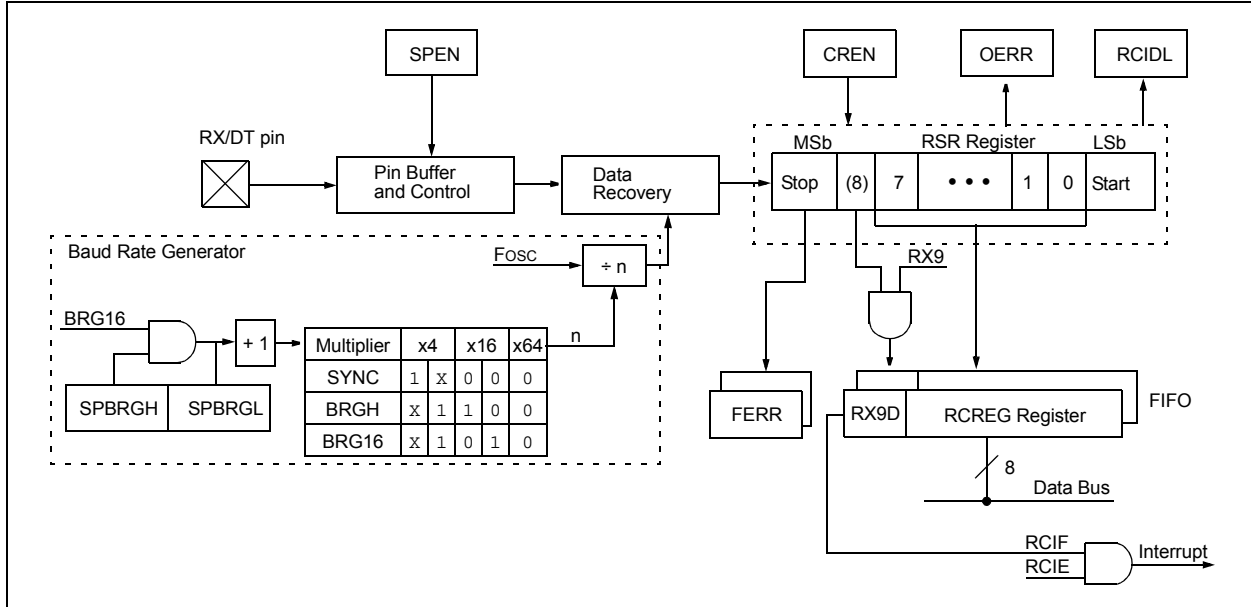 SPEN
CREN
OERR
RCIDL
RX/DT pin
Pin Buffer
and Control
Data
Recovery
MSb
RSR Register
LSb
Stop
(8)
7
• • •
1
0
Start
Baud Rate Generator
FOSC
÷ n
RX9
BRG16
+ 1
n
Multiplier x4 x16 x64
SYNC 1 X 0 0 0
BRGH X 1 1 0 0
BRG16 X 1 0 1 0
SPBRGH
SPBRGL
FERR
RX9D
RCREG Register
FIFO
8
Data Bus
RCIF
RCIE
Interrupt